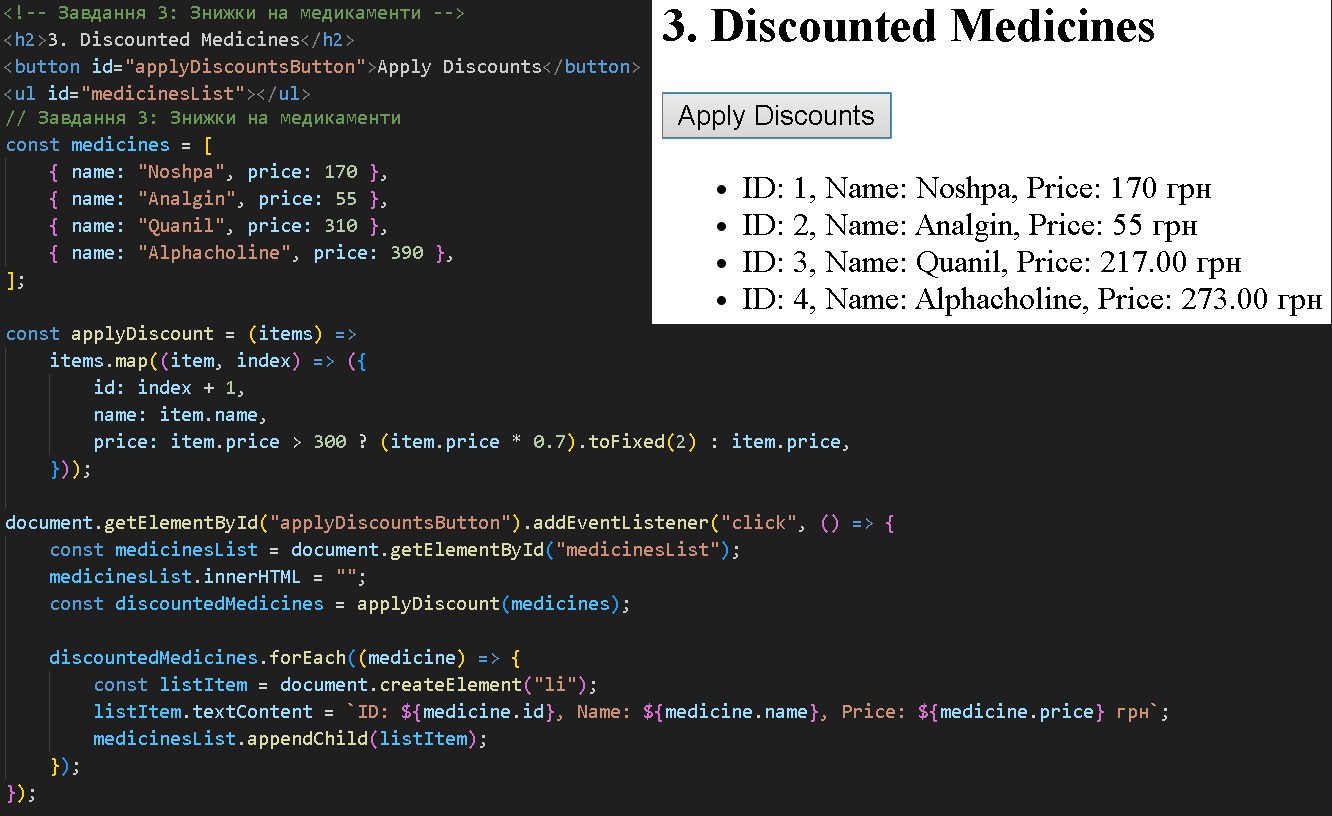 <!-- Завдання 3: Знижки на медикаменти -->
<h2>3. Discounted Medicines</h2>
<button id="applyDiscountsButton">Apply Discounts</button>
<ul id="medicinesList"></ul>
// Завдання 3: Знижки на медикаменти
const medicines = [
    { name: "Noshpa", price: 170 },
    { name: "Analgin", price: 55 },
    { name: "Quanil", price: 310 },
    { name: "Alphacholine", price: 390 },
];

const applyDiscount = (items) =>
    items.map((item, index) => ({
        id: index + 1,
        name: item.name,
        price: item.price > 300 ? (item.price * 0.7).toFixed(2) : item.price,
    }));

document.getElementById("applyDiscountsButton").addEventListener("click", () => {
    const medicinesList = document.getElementById("medicinesList");
    medicinesList.innerHTML = "";
    const discountedMedicines = applyDiscount(medicines);

    discountedMedicines.forEach((medicine) => {
        const listItem = document.createElement("li");
        listItem.textContent = `ID: ${medicine.id}, Name: ${medicine.name}, Price: ${medicine.price} грн`;
        medicinesList.appendChild(listItem);
    });
});
3. Discounted Medicines
Apply Discounts
• ID: 1, Name: Noshpa, Price: 170 грн
• ID: 2, Name: Analgin, Price: 55 грн
• ID: 3, Name: Quanil, Price: 217.00 грн
• ID: 4, Name: Alphacholine, Price: 273.00 грн